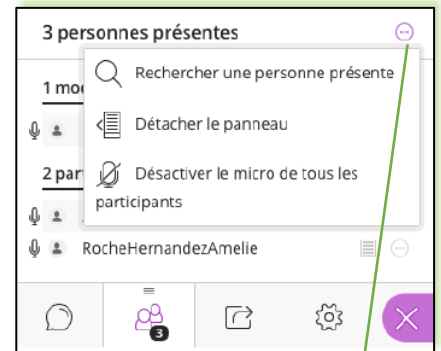 3 personnes présentes
Rechercher une personne présente
1 mod
Détacher le panneau
2 par
Désactiver le micro de tous les
participants
RocheHernandezAmelie
3